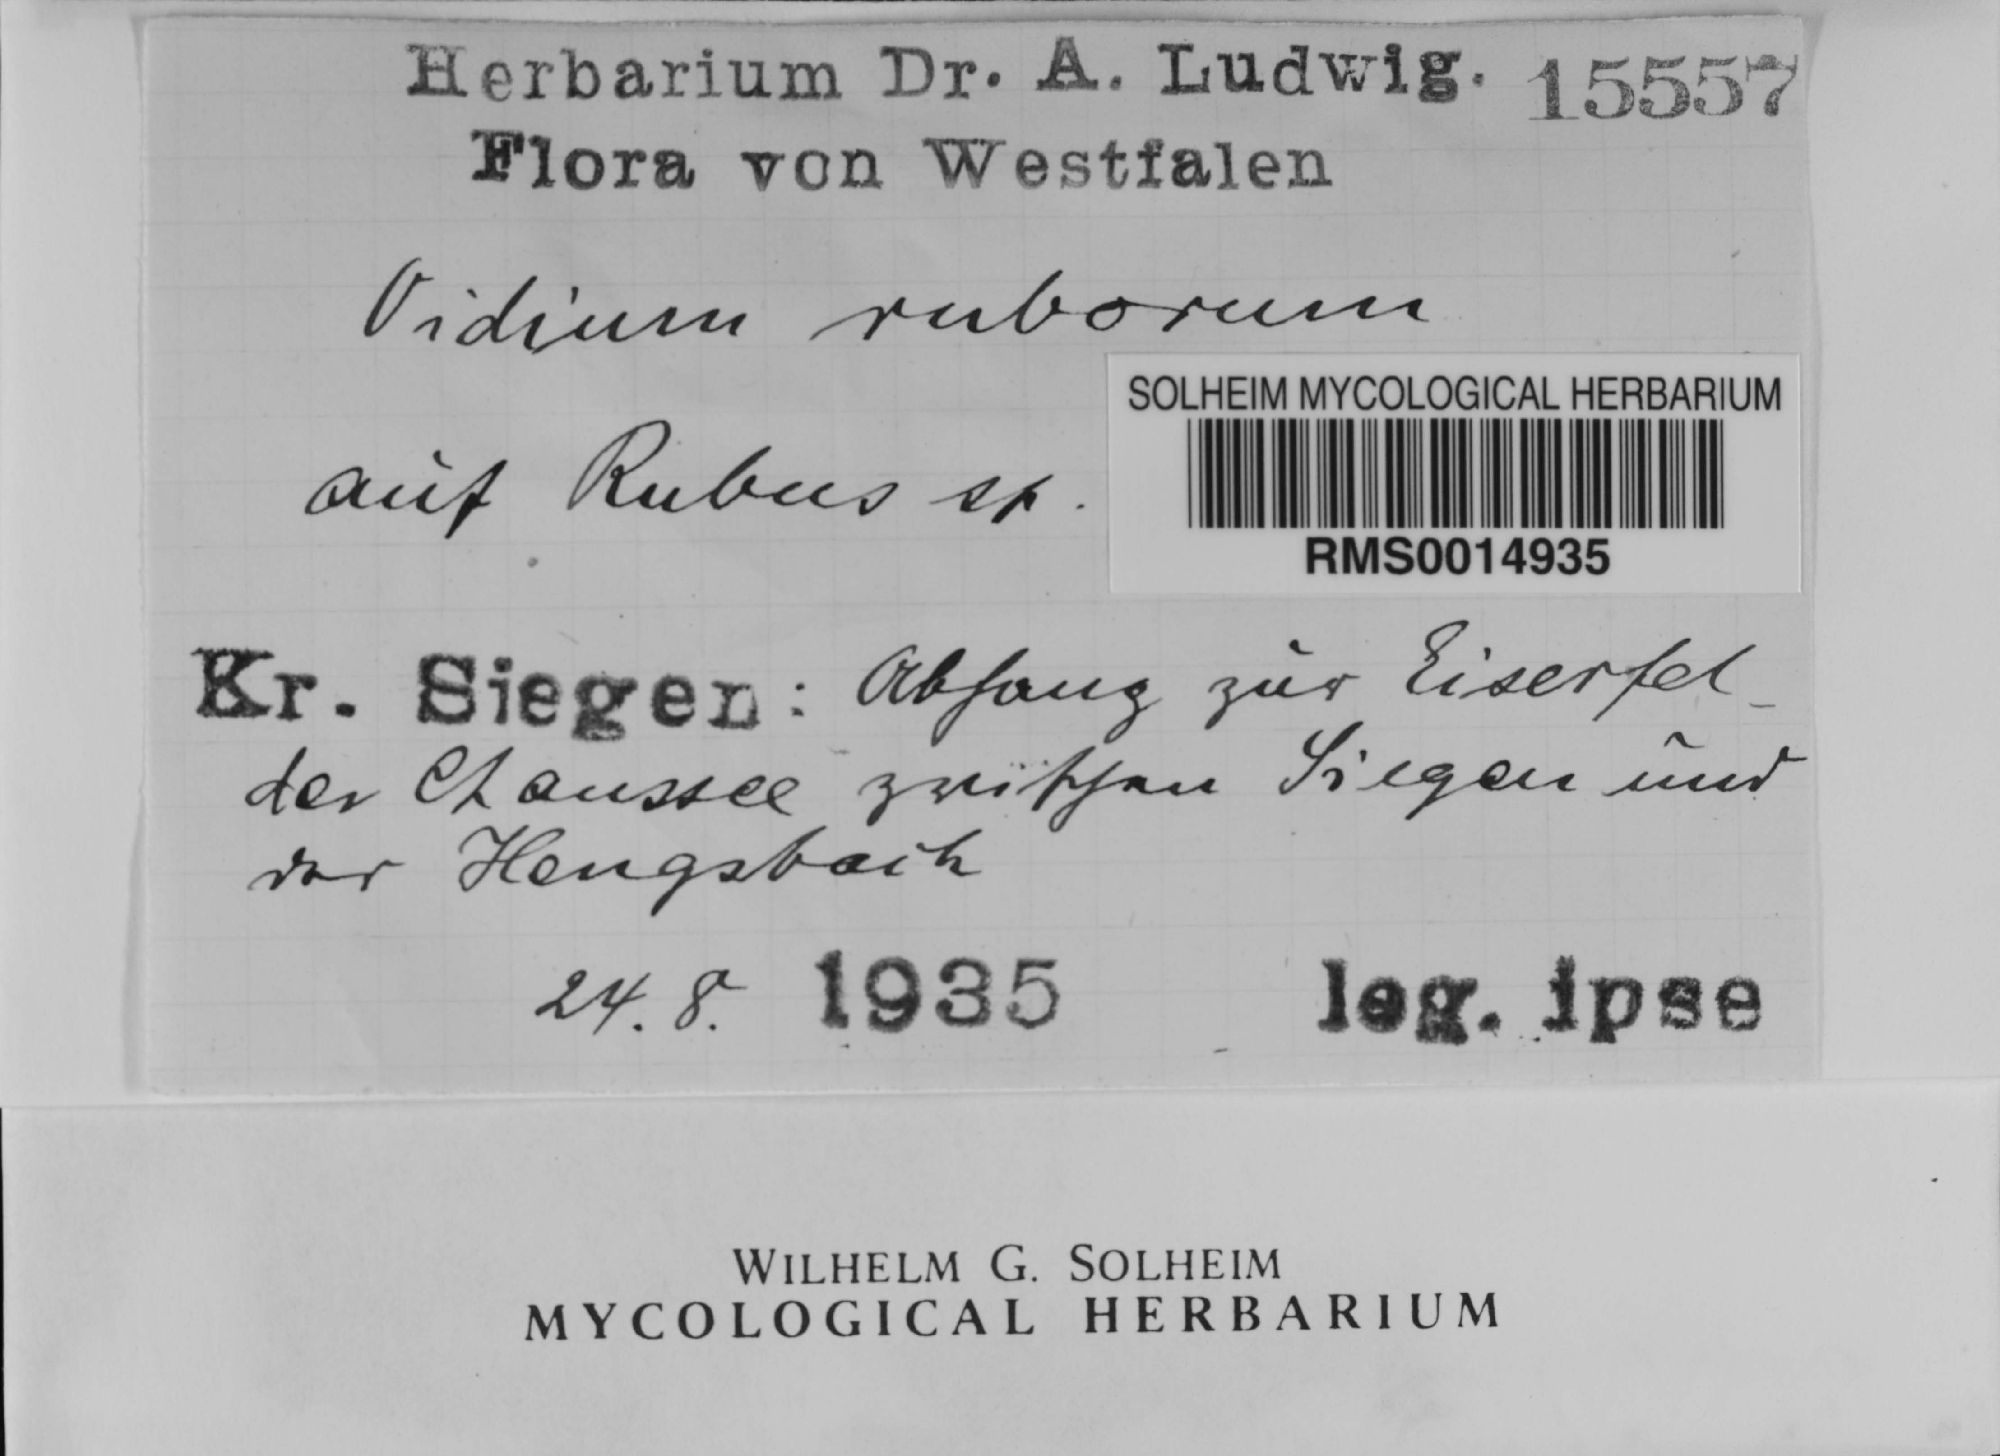 Herbarium Dr. A. Ludwig. 15557
Flora von Westfalen
Oidium ruborum
auf Rubus sp.
SOLHEIM MYCOLOGICAL HERBARIUM
RMS0014935
Kr. Siegen: Abhang zur Eiserfel-
der Chaussee zwischen Siegen und
der Hengsbach
24. 8. 1935 leg. ipse
WILHELM G. SOLHEIM
MYCOLOGICAL HERBARIUM